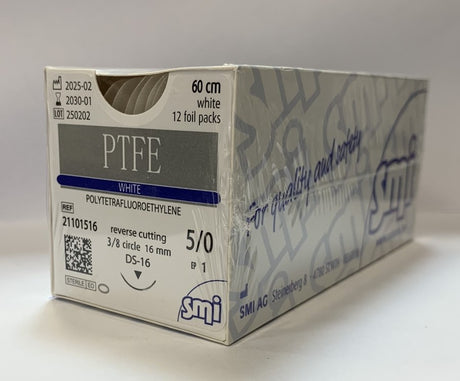 2025-02
60 cm
2030-01
white
LOT 250202
12 foil packs
PTFE
WHITE
POLYTETRAFLUOROETHYLENE
REF
21101516
reverse cutting
5/0
3/8 circle 16 mm
DS-16
EP 1
STERILE EO
smi
For quality and safety
smi
SMI AG Steinerberg 8